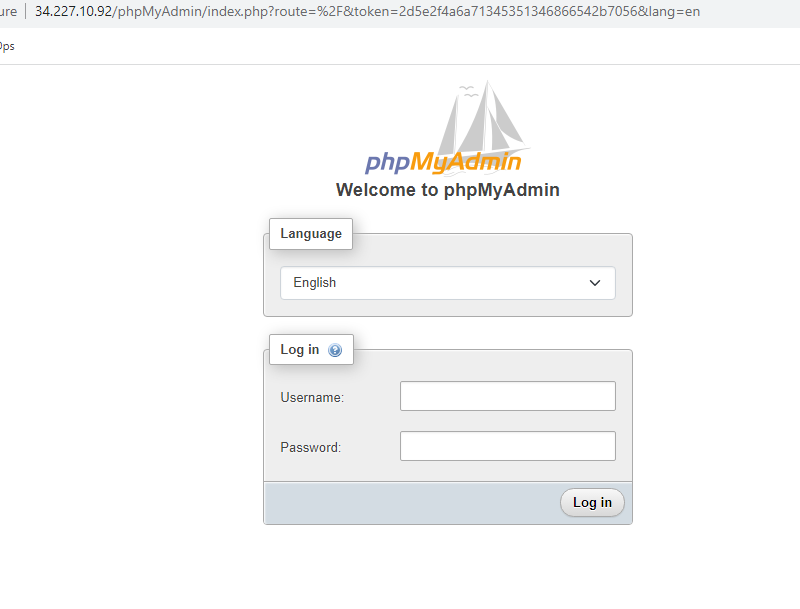 ure | 34.227.10.92/phpMyAdmin/index.php?route=%2F&token=2d5e2f4a6a71345351346866542b7056&lang=en
Ops
phpMyAdmin
Welcome to phpMyAdmin
Language
English
Log in
Username:
Password:
Log in